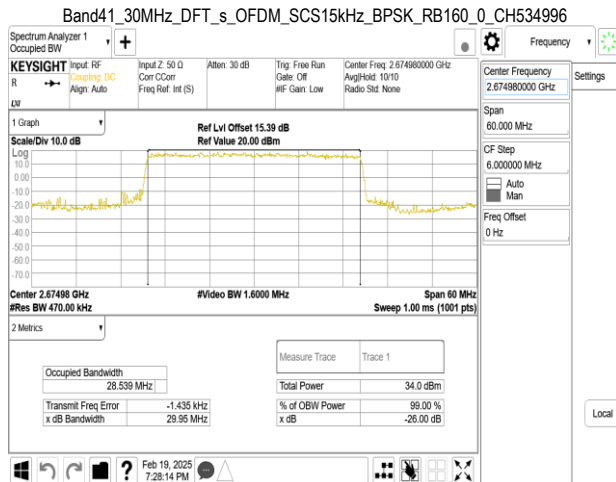 Band41_30MHz_DFT_s_OFDM_SCS15kHz_BPSK_RB160_0_CH534996
Spectrum Analyzer 1
Occupied BW
Frequency
KEYSIGHT Input: RF Input Z: 50 Ω Atten: 30 dB Trig: Free Run Center Freq: 2.674980000 GHz
R Coupling: DC Corr CCorr Gate: Off Avg|Hold: 10/10
Align: Auto Freq Ref: Int (S) #IF Gain: Low Radio Std: None
LXI
Center Frequency
2.674980000 GHz
Settings
Span
60.000 MHz
CF Step
6.000000 MHz
Auto
Man
Freq Offset
0 Hz
Local
1 Graph
Ref Lvl Offset 15.39 dB
Scale/Div 10.0 dB Ref Value 20.00 dBm
Log
10.0
0.00
-10.0
-20.0
-30.0
-40.0
-50.0
-60.0
-70.0
Center 2.67498 GHz #Video BW 1.6000 MHz Span 60 MHz
#Res BW 470.00 kHz Sweep 1.00 ms (1001 pts)
2 Metrics
Measure Trace Trace 1
Occupied Bandwidth
28.539 MHz Total Power 34.0 dBm
Transmit Freq Error -1.435 kHz % of OBW Power 99.00 %
x dB Bandwidth 29.95 MHz x dB -26.00 dB
Feb 19, 2025
7:28:14 PM